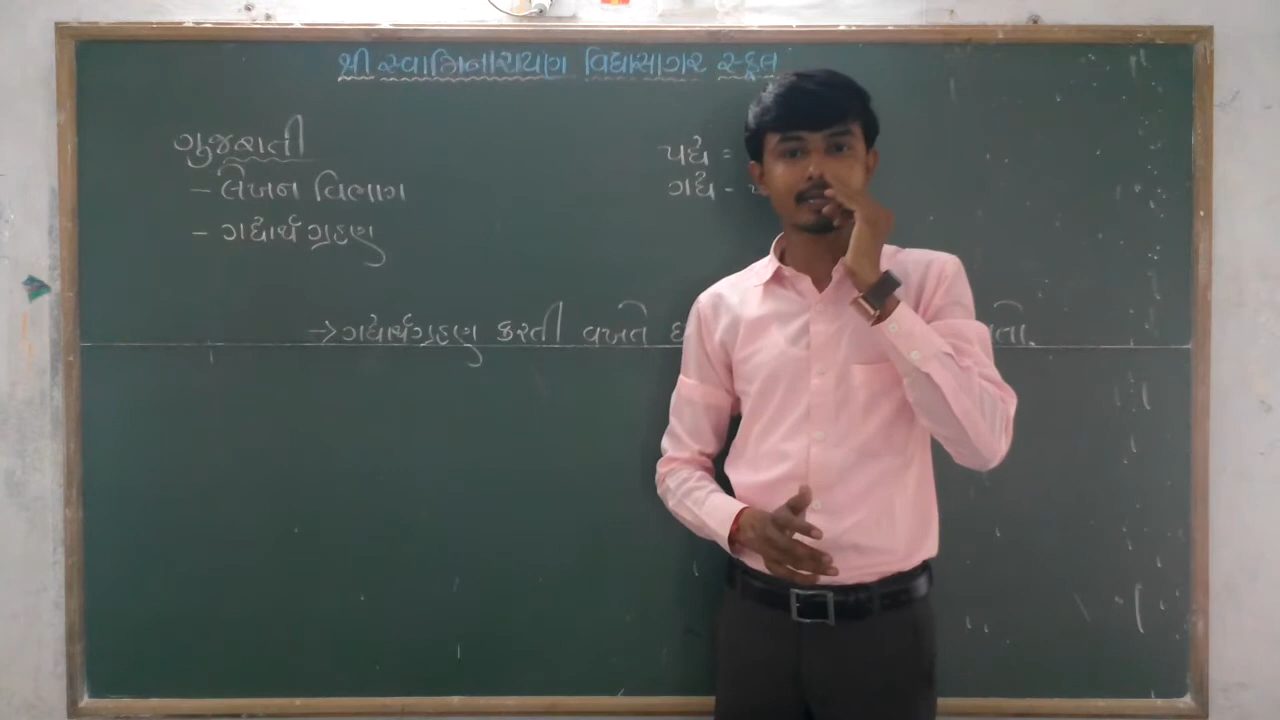 શ્રી સ્વામિનારાયણ વિદ્યાસાગર સ્કૂલ
ગુજરાતી
- લેખન વિભાગ
- ગદ્યાર્થ ગ્રહણ
પદ્ય =
ગદ્ય -
→ ગદ્યાર્થગ્રહણ કરતી વખતે